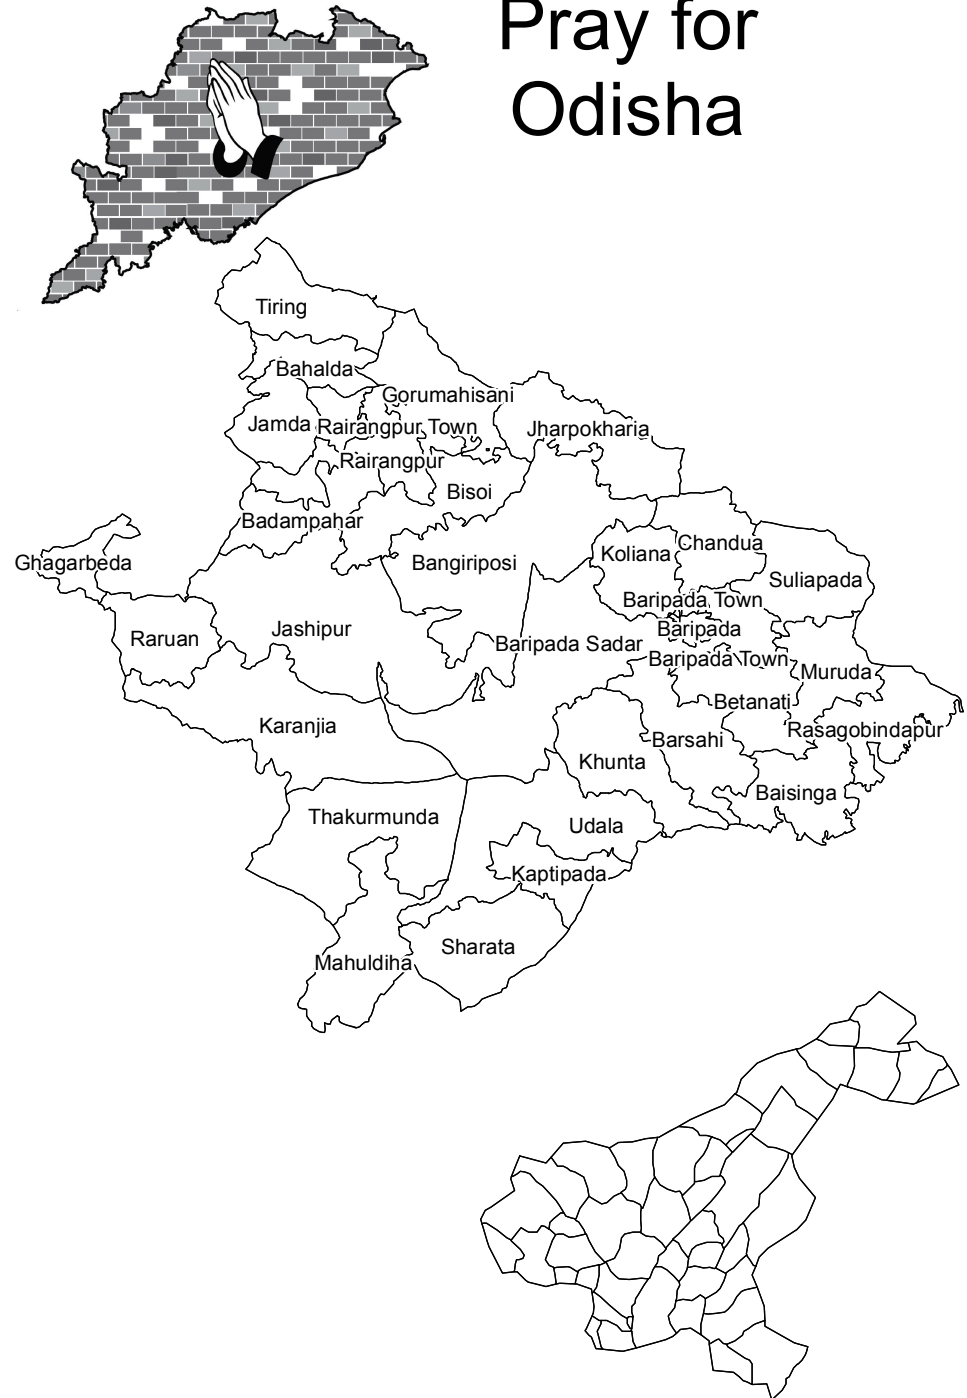 Pray for
Odisha
Tiring
Bahalda
Gorumahisani
Jamda
Rairangpur Town
Jharpokharia
Rairangpur
Bisoi
Badampahar
Koliana
Chandua
Ghagarbeda
Bangiriposi
Suliapada
Baripada Town
Raruan
Jashipur
Baripada
Baripada Sadar
Baripada Town
Muruda
Betanati
Karanjia
Rasagobindapur
Barsahi
Khunta
Baisinga
Thakurmunda
Udala
Kaptipada
Sharata
Mahuldiha